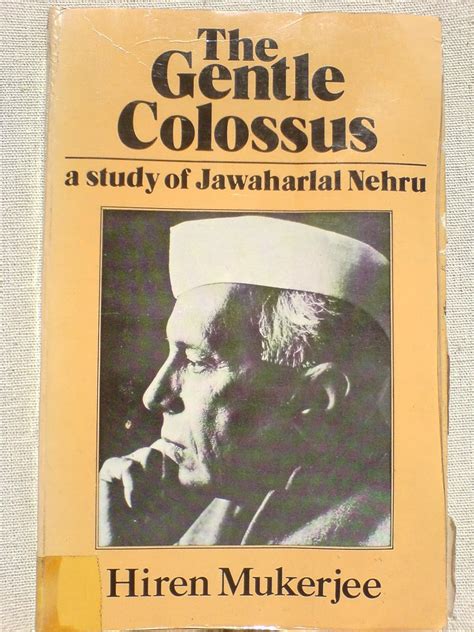 The
Gentle
Colossus
a study of Jawaharlal Nehru
Hiren Mukerjee